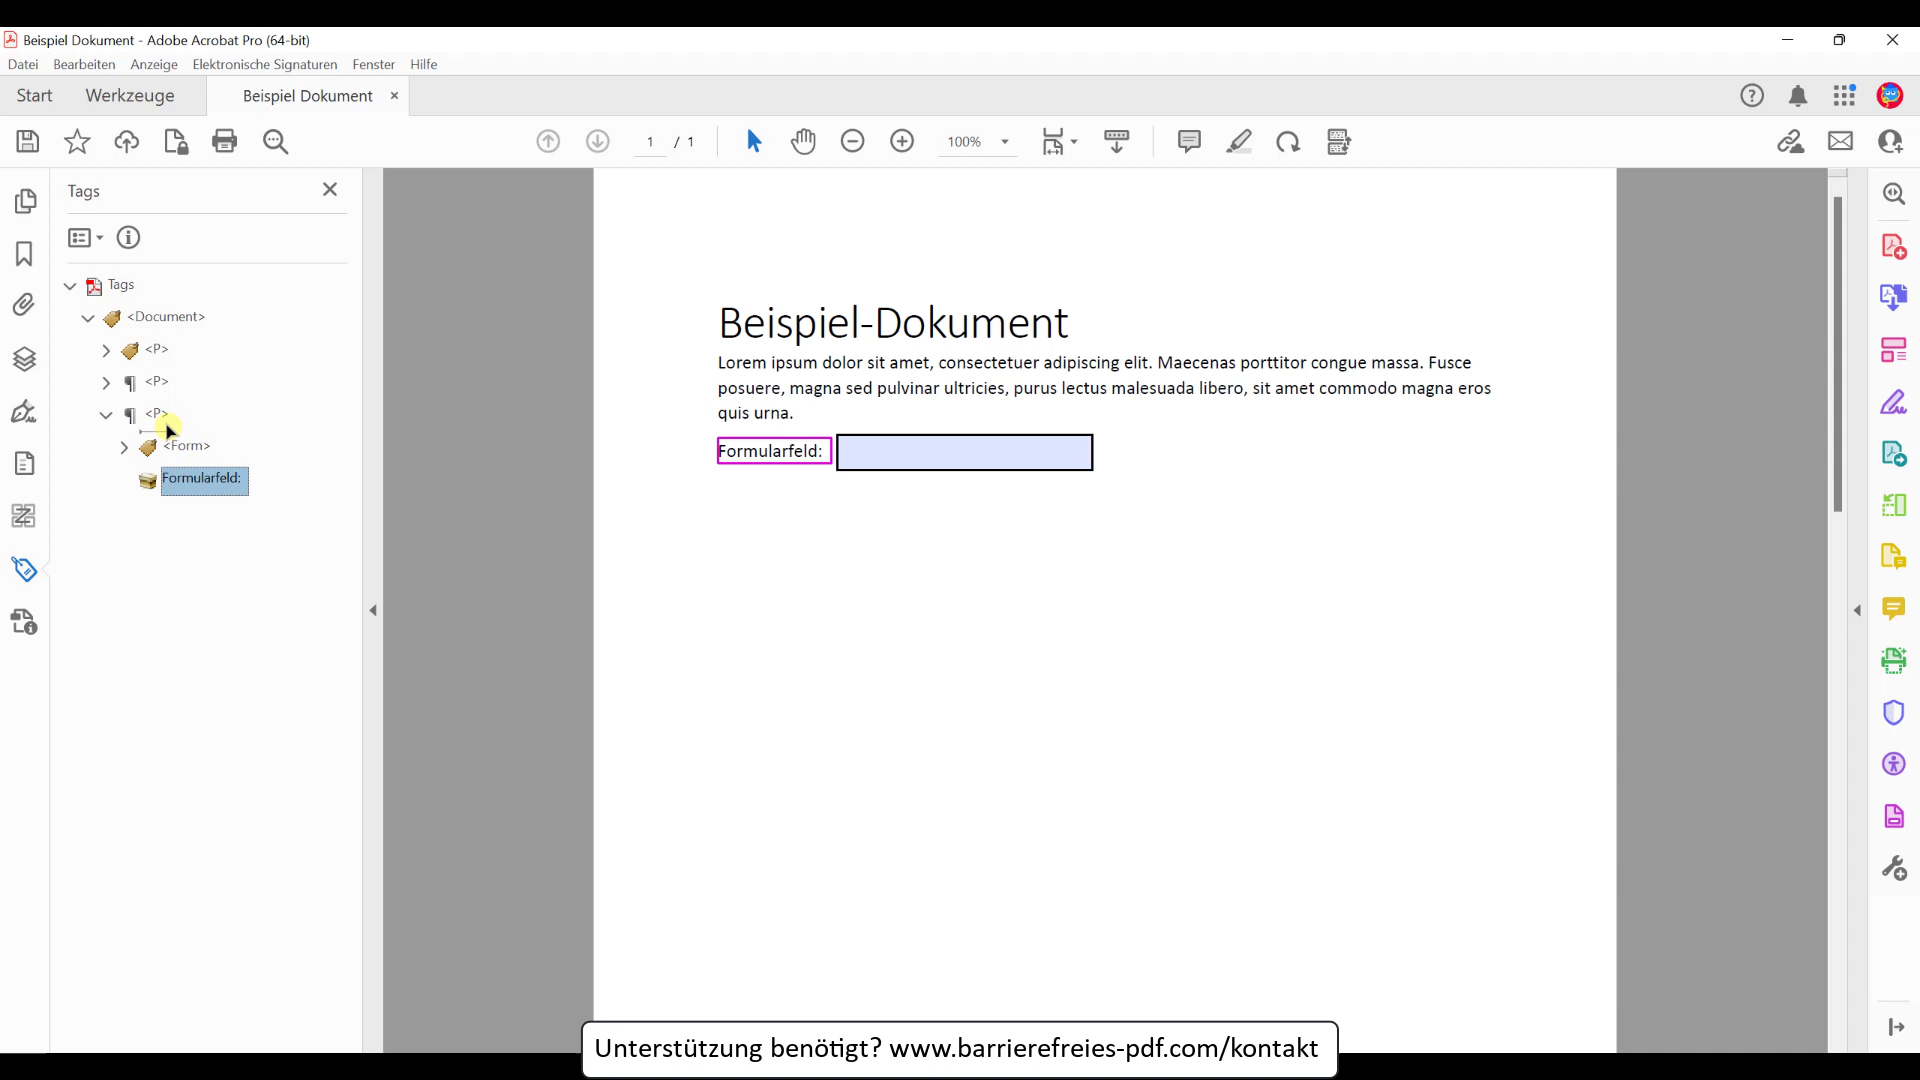 Beispiel Dokument - Adobe Acrobat Pro (64-bit)
Datei Bearbeiten Anzeige Elektronische Signaturen Fenster Hilfe
Start Werkzeuge Beispiel Dokument
1 / 1 100%
Tags
Tags
<Document>
<P>
<P>
<P>
<Form>
Formularfeld:
Beispiel-Dokument
Lorem ipsum dolor sit amet, consectetuer adipiscing elit. Maecenas porttitor congue massa. Fusce
posuere, magna sed pulvinar ultricies, purus lectus malesuada libero, sit amet commodo magna eros
quis urna.
Formularfeld:
Unterstützung benötigt? www.barrierefreies-pdf.com/kontakt